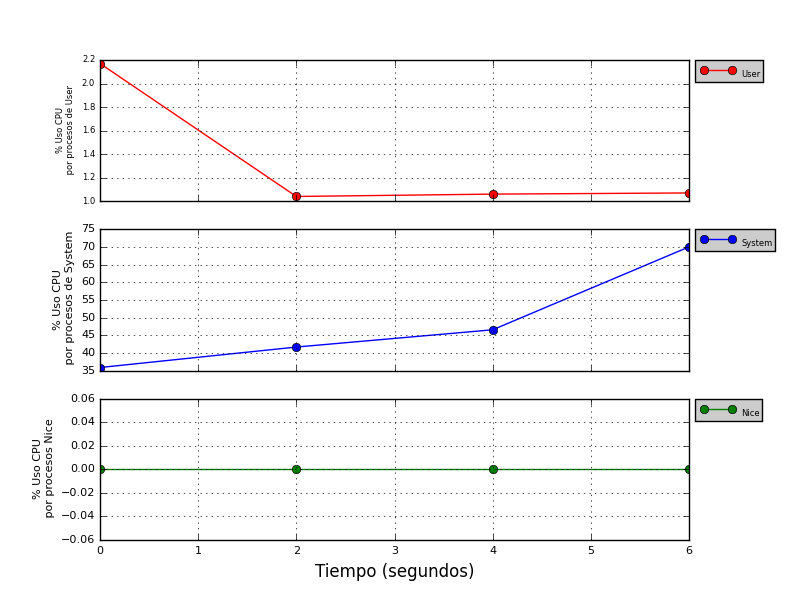 2.2
2.0
1.8
1.6
1.4
1.2
1.0
% Uso CPU
por procesos de User
User
75
70
65
60
55
50
45
40
35
% Uso CPU
por procesos de System
System
0.06
0.04
0.02
0.00
−0.02
−0.04
−0.06
% Uso CPU
por procesos Nice
Nice
0 1 2 3 4 5 6
Tiempo (segundos)